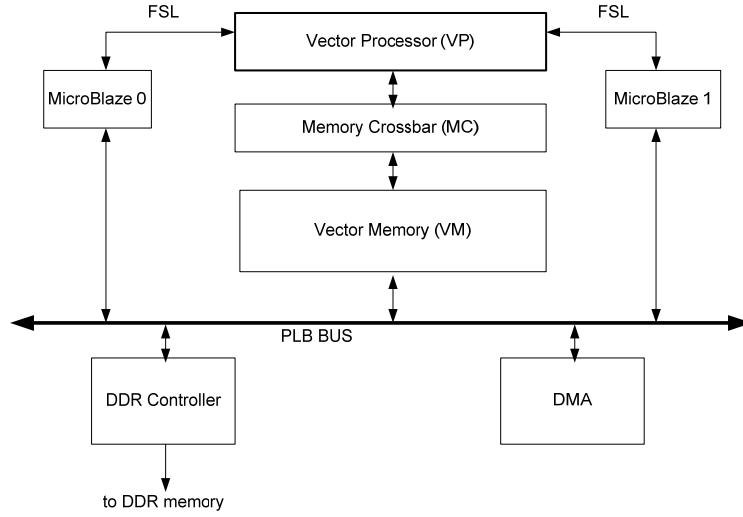 FSL
FSL
Vector Processor (VP)
MicroBlaze 0
MicroBlaze 1
Memory Crossbar (MC)
Vector Memory (VM)
PLB BUS
DDR Controller
DMA
to DDR memory